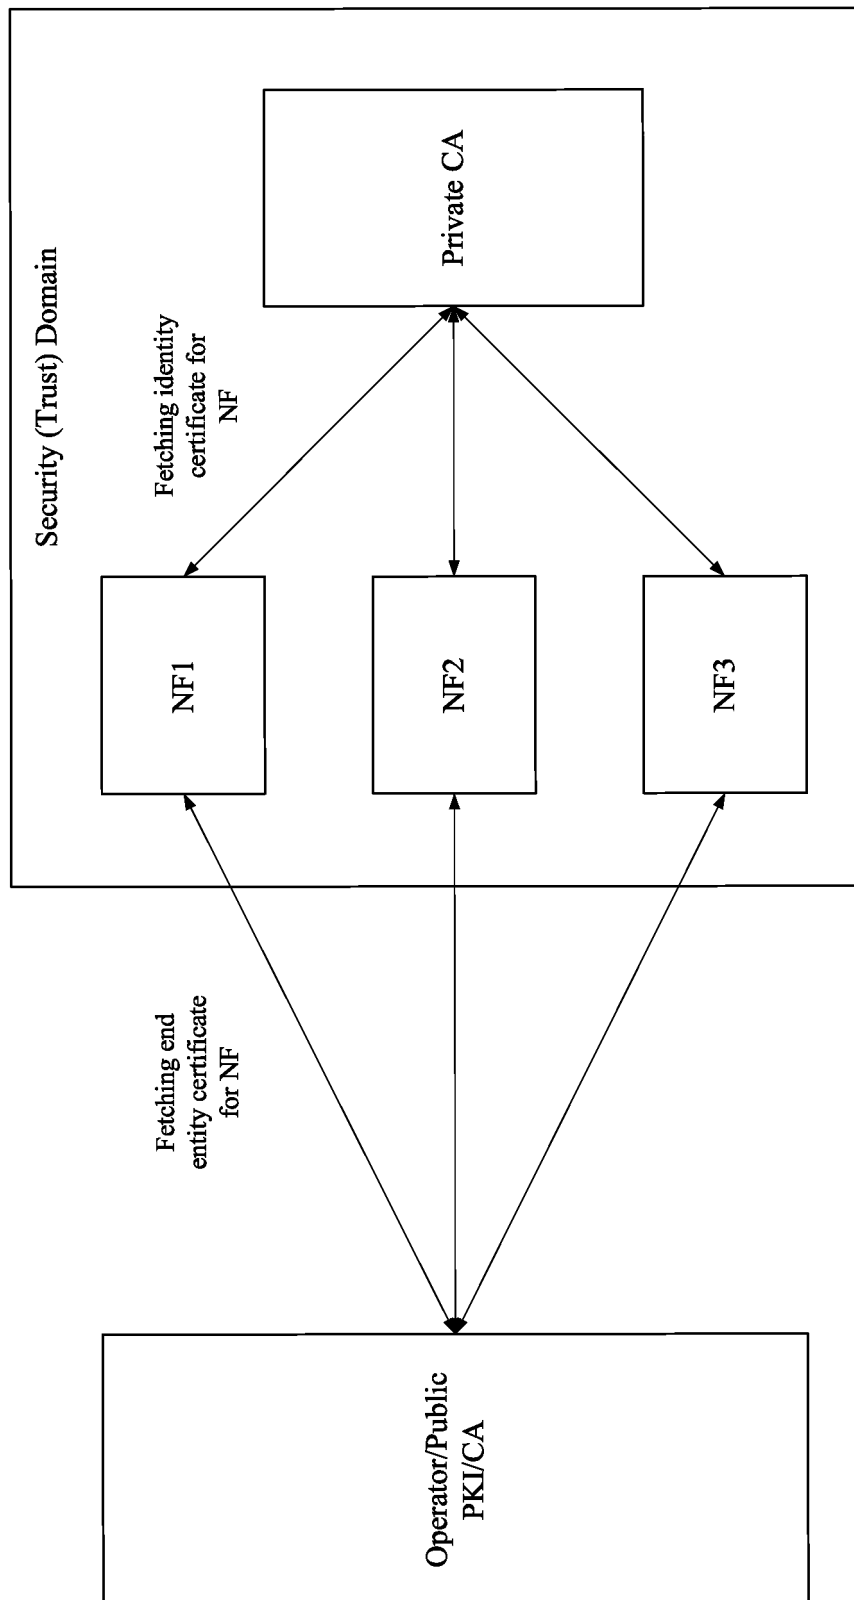 Security (Trust) Domain
Operator/Public
PKI/CA
Fetching end
entity certificate
for NF
NF1
NF2
NF3
Fetching identity
certificate for
NF
Private CA